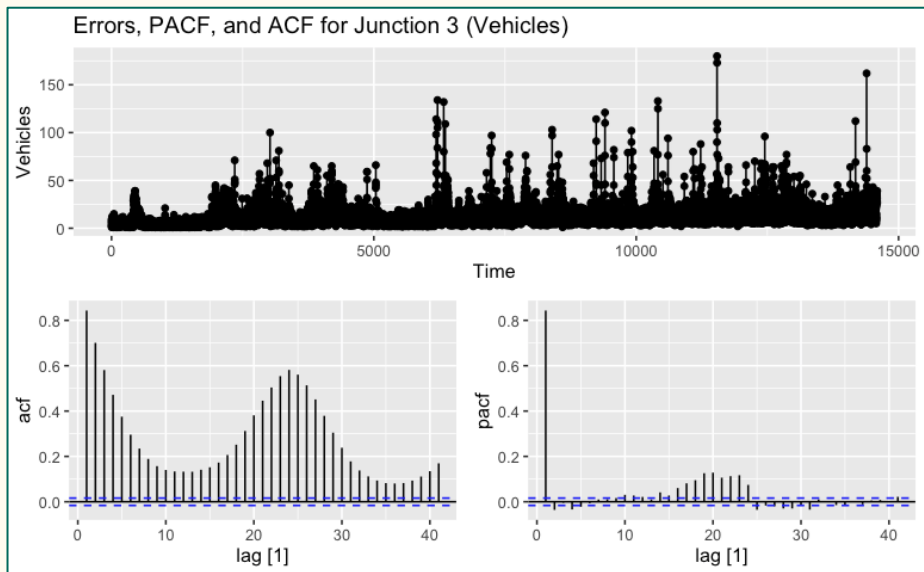 Errors, PACF, and ACF for Junction 3 (Vehicles)
Vehicles
150
100
50
0
0 5000 10000 15000
Time
acf
0.8
0.6
0.4
0.2
0.0
0 10 20 30 40
lag [1]
pacf
0.8
0.6
0.4
0.2
0.0
0 10 20 30 40
lag [1]